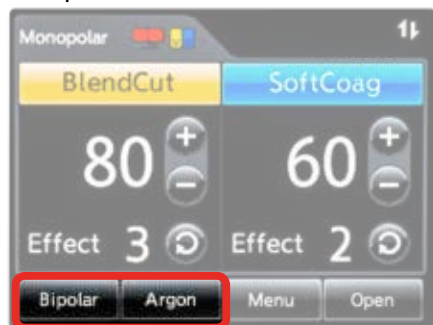 Monopolar
BlendCut SoftCoag
80 + - 60 + -
Effect 3 Effect 2
Bipolar Argon Menu Open